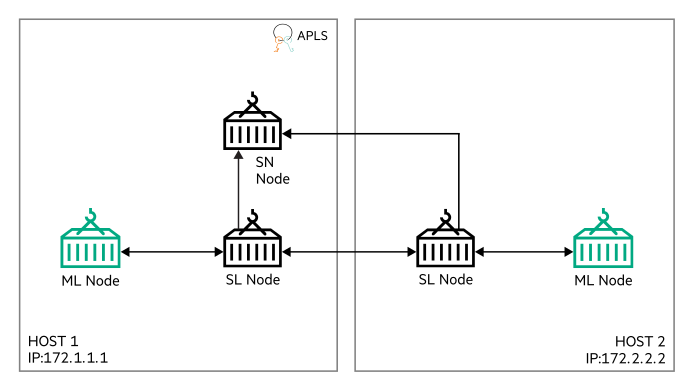 APLS
SN
Node
ML Node
SL Node
SL Node
ML Node
HOST 1
IP:172.1.1.1
HOST 2
IP:172.2.2.2